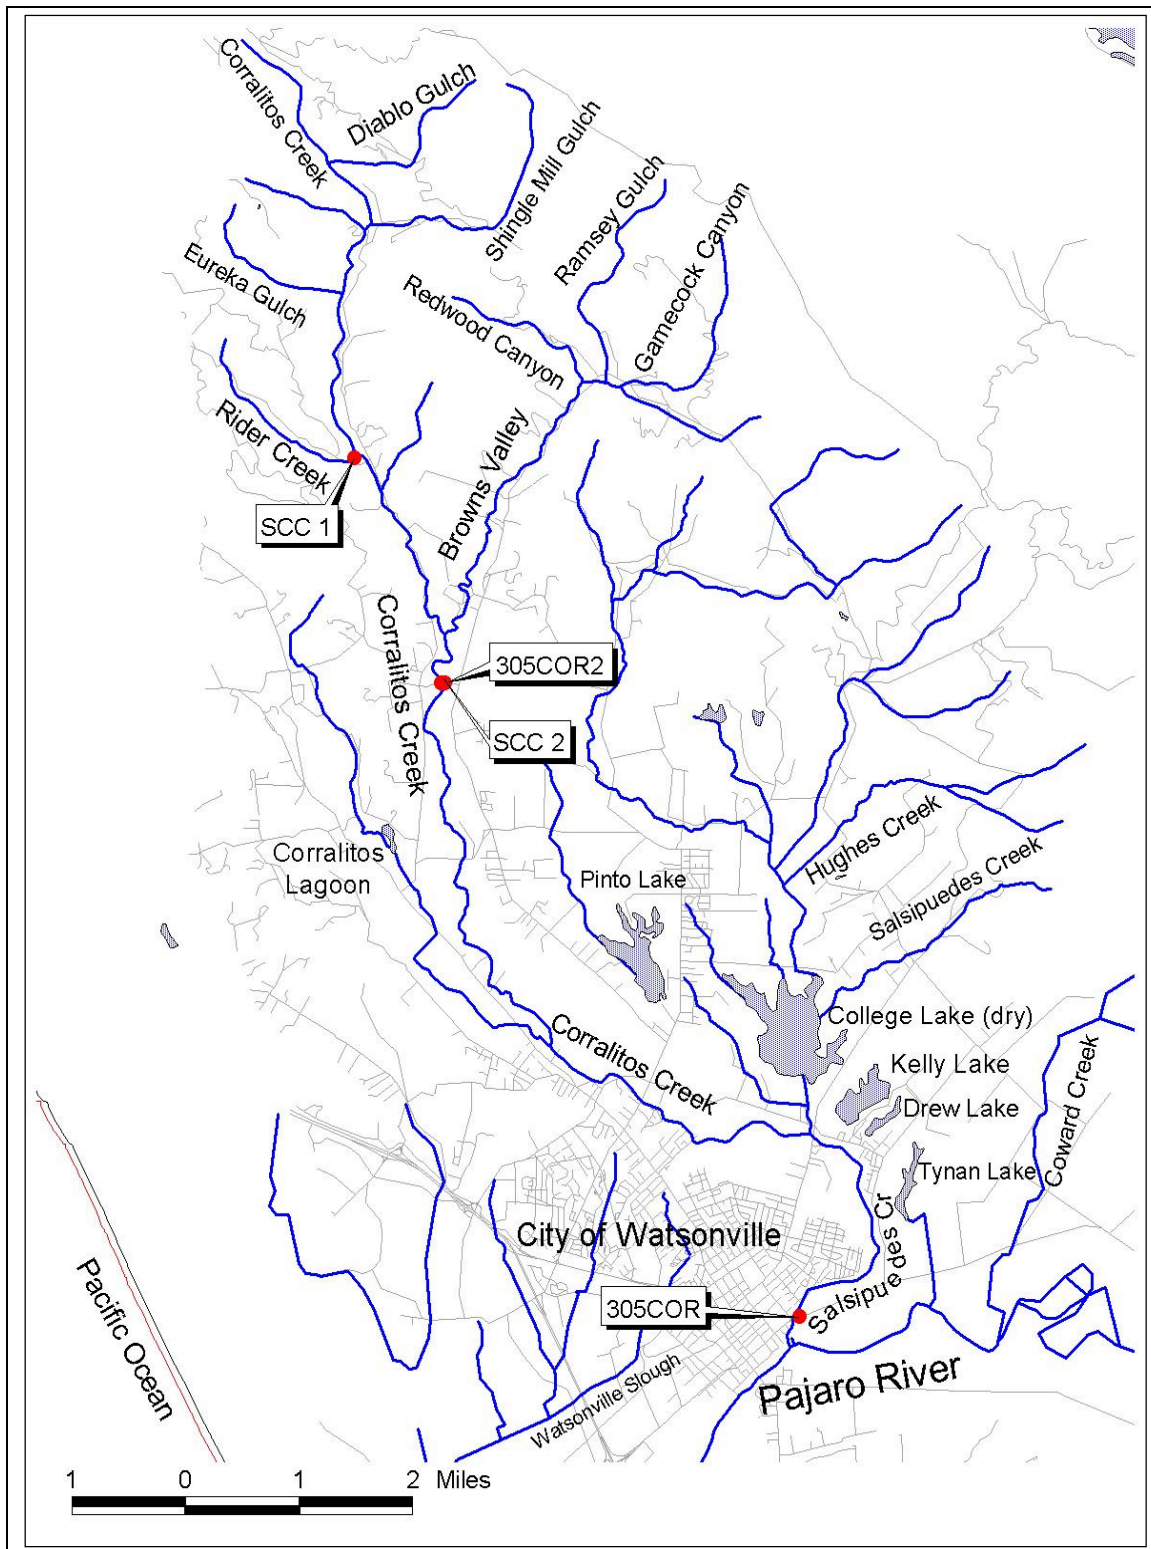 Corralitos Creek
Diablo Gulch
Shingle Mill Gulch
Ramsey Gulch
Gamecock Canyon
Eureka Gulch
Redwood Canyon
Rider Creek
Browns Valley
SCC 1
Corralitos Creek
305COR2
SCC 2
Corralitos
Lagoon
Pinto Lake
Hughes Creek
Salsipuedes Creek
College Lake (dry)
Corralitos Creek
Kelly Lake
Drew Lake
Coward Creek
Tynan Lake
City of Watsonville
Salsipuedes Cr
305COR
Pacific Ocean
Watsonville Slough
Pajaro River
1 0 1 2 Miles